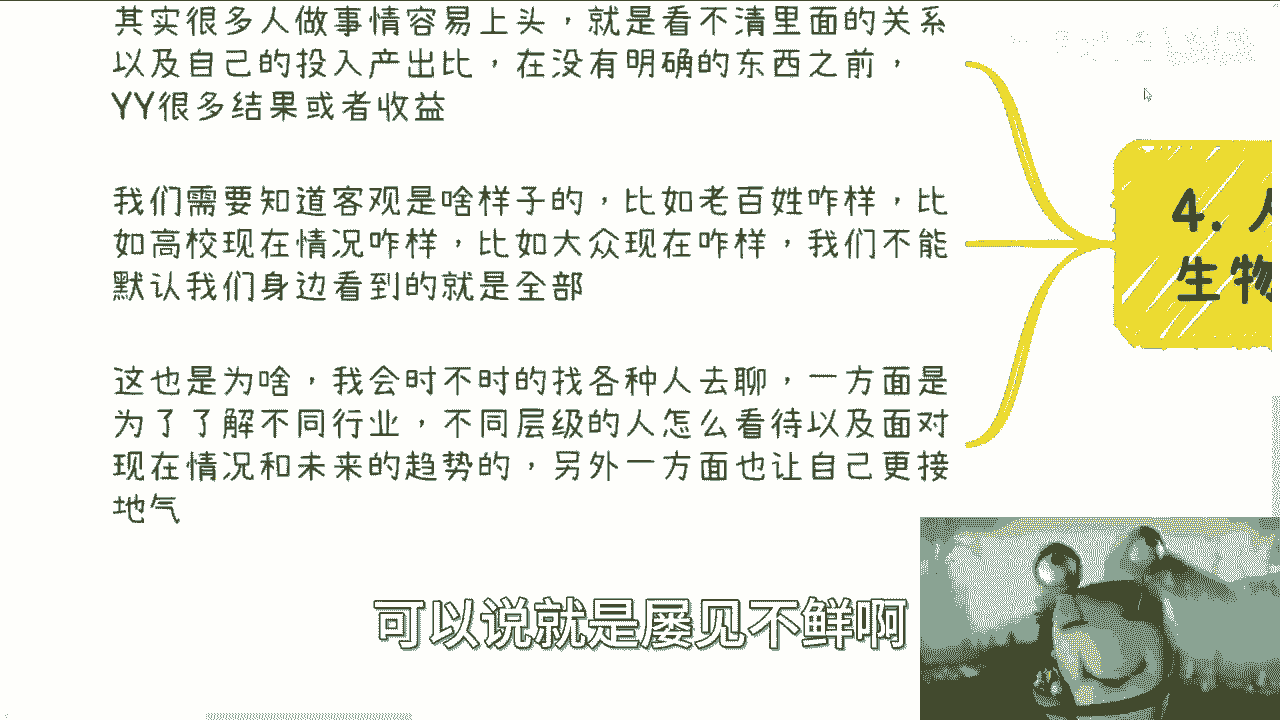 其实很多人做事情容易上头，就是看不清里面的关系
以及自己的投入产出比，在没有明确的东西之前，
YY很多结果或者收益
我们需要知道客观是啥样子的，比如老百姓咋样，比
如高校现在情况咋样，比如大众现在咋样，我们不能
默认我们身边看到的就是全部
这也是为啥，我会时不时的找各种人去聊，一方面是
为了了解不同行业，不同层级的人怎么看待以及面对
现在情况和未来的趋势的，另外一方面也让自己更接
地气
4. 人
生物
可以说就是屡见不鲜啊